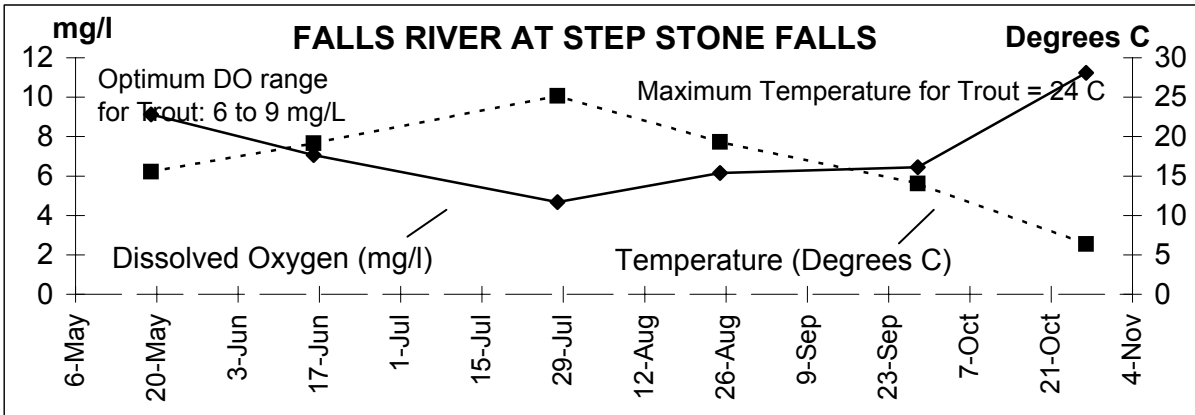 mg/l
FALLS RIVER AT STEP STONE FALLS
Degrees C
12
10
8
6
4
2
0
Optimum DO range
for Trout: 6 to 9 mg/L
Maximum Temperature for Trout = 24 C
Dissolved Oxygen (mg/l)
Temperature (Degrees C)
30
25
20
15
10
5
0
6-May
20-May
3-Jun
17-Jun
1-Jul
15-Jul
29-Jul
12-Aug
26-Aug
9-Sep
23-Sep
7-Oct
21-Oct
4-Nov